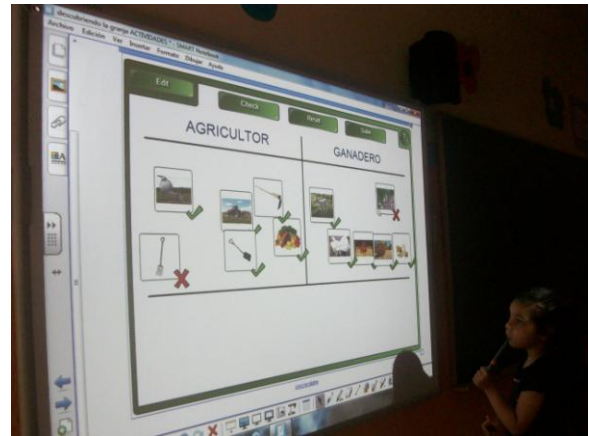 descubriendo la granja ACTIVIDADES * - SMART Notebook
Archivo Edición Ver Insertar Formato Dibujar Ayuda
Edit
Check
Reset
Solve
AGRICULTOR
GANADERO